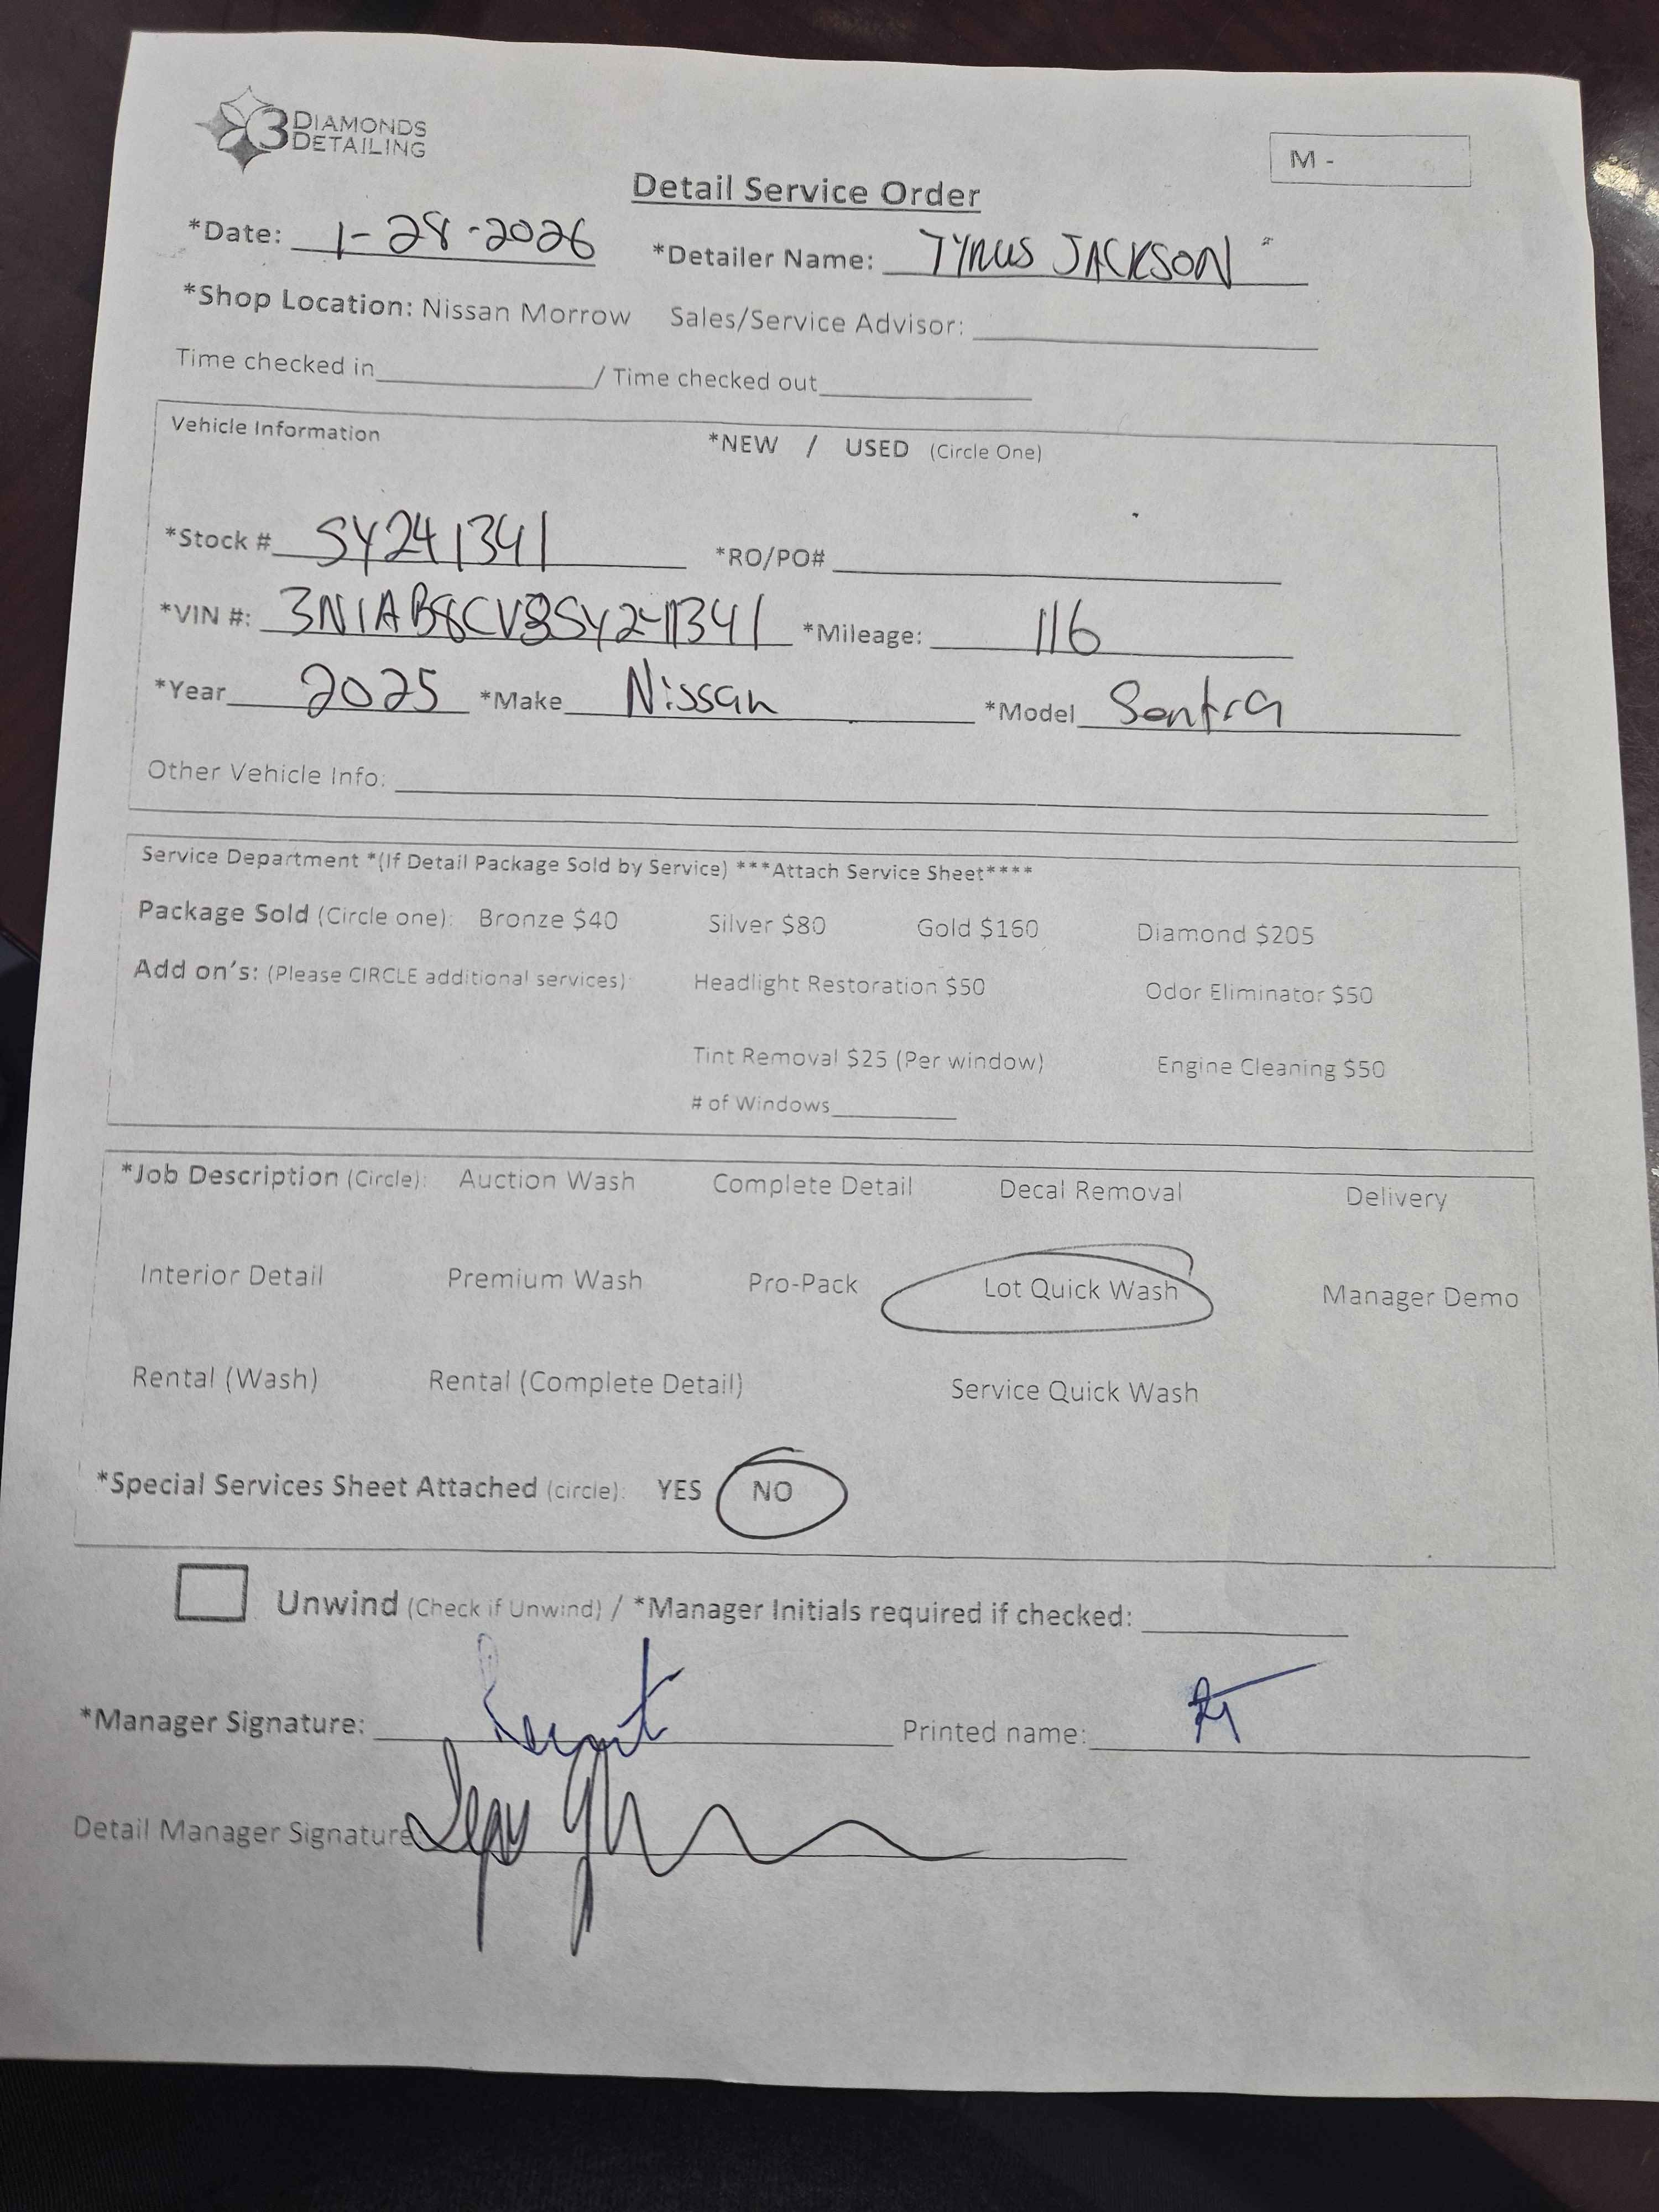 3 DIAMONDS
DETAILING
M -
Detail Service Order
*Date: 1-28-2026 *Detailer Name: TYRUS JACKSON
*Shop Location: Nissan Morrow Sales/Service Advisor:
Time checked in / Time checked out
Vehicle Information *NEW / USED (Circle One)
*Stock # SY241341 *RO/PO#
*VIN #: 3N1AB8CV8SY241341 *Mileage: 116
*Year 2025 *Make Nissan *Model Sentra
Other Vehicle Info:
Service Department *(If Detail Package Sold by Service) ***Attach Service Sheet****
Package Sold (Circle one): Bronze $40 Silver $80 Gold $160 Diamond $205
Add on's: (Please CIRCLE additional services): Headlight Restoration $50 Odor Eliminator $50
Tint Removal $25 (Per window) Engine Cleaning $50
# of Windows
*Job Description (Circle): Auction Wash Complete Detail Decal Removal Delivery
Interior Detail Premium Wash Pro-Pack Lot Quick Wash Manager Demo
Rental (Wash) Rental (Complete Detail) Service Quick Wash
*Special Services Sheet Attached (circle): YES NO
Unwind (Check if Unwind) / *Manager Initials required if checked:
*Manager Signature: Printed name:
Detail Manager Signature